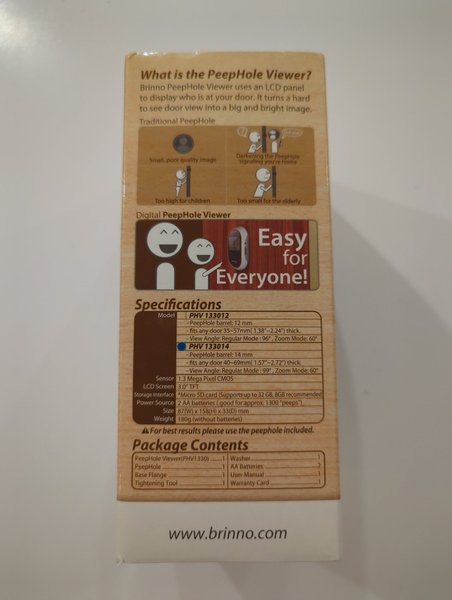 What is the PeepHole Viewer?
Brinno PeepHole Viewer uses an LCD panel
to display who is at your door. It turns a hard
to see door view into a big and bright image.
Traditional PeepHole
Small, poor quality image
Darkening the PeepHole
signaling you're home
Too high for children
Too small for the elderly
Digital PeepHole Viewer
Easy
for
Everyone!
Specifications
Model
PHV 133012
- PeepHole barrel: 12 mm
- fits any door 35~57mm( 1.38"~2.24") thick.
- View Angle: Regular Mode : 96°, Zoom Mode: 60°
PHV 133014
- PeepHole barrel: 14 mm
- fits any door 40~69mm(1.57"~2.72") thick.
- View Angle: Regular Mode : 99°, Zoom Mode: 60°
Sensor 1.3 Mega Pixel CMOS
LCD Screen 3.0" TFT
Storage Interface *Micro SD card (Supports up to 32 GB, 8GB recommended)
Power Source 2 AA batteries ( good for approx. 1300 "peeps")
Size 87(W) x 158(H) x 33(D) mm
Weight 180g (without batteries)
For best results please use the peephole included.
Package Contents
PeepHole Viewer(PHV1330) ......1
PeepHole 1
Base Flange 1
Tightening Tool 1
Washer 1
AA Batteries
User Manual 1
Warranty Card 1
www.brinno.com